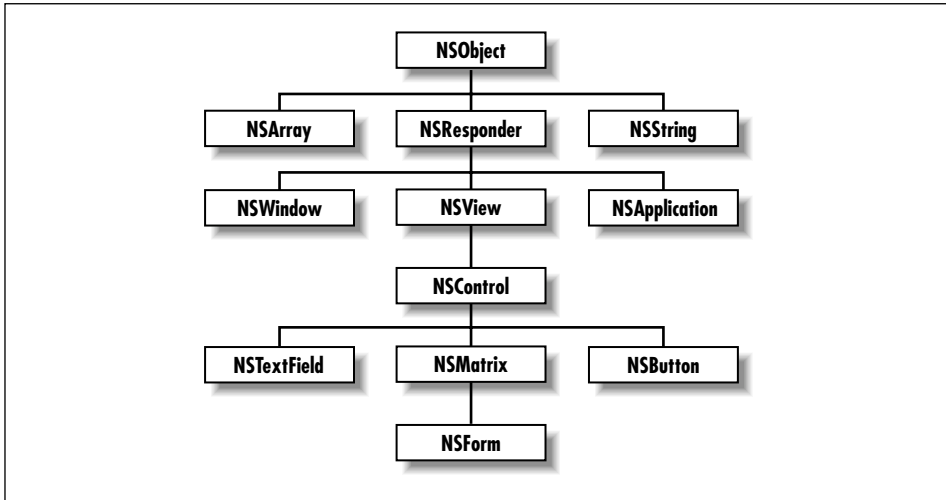 NSObject
NSArray
NSResponder
NSString
NSWindow
NSView
NSApplication
NSControl
NSTextField
NSMatrix
NSButton
NSForm